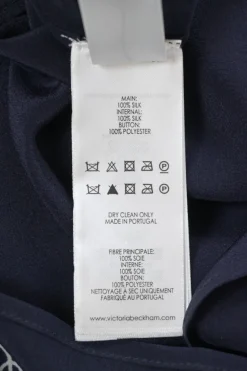 MAIN:
100% SILK
INTERNAL:
100% SILK
BUTTON:
100% POLYESTER
DRY CLEAN ONLY
MADE IN PORTUGAL
FIBRE PRINCIPALE:
100% SOIE
INTERNE:
100% SOIE
BOUTON:
100% POLYESTER
NETTOYAGE A SEC UNIQUEMENT
FABRIQUÉ AU PORTUGAL
www.victoriabeckham.com